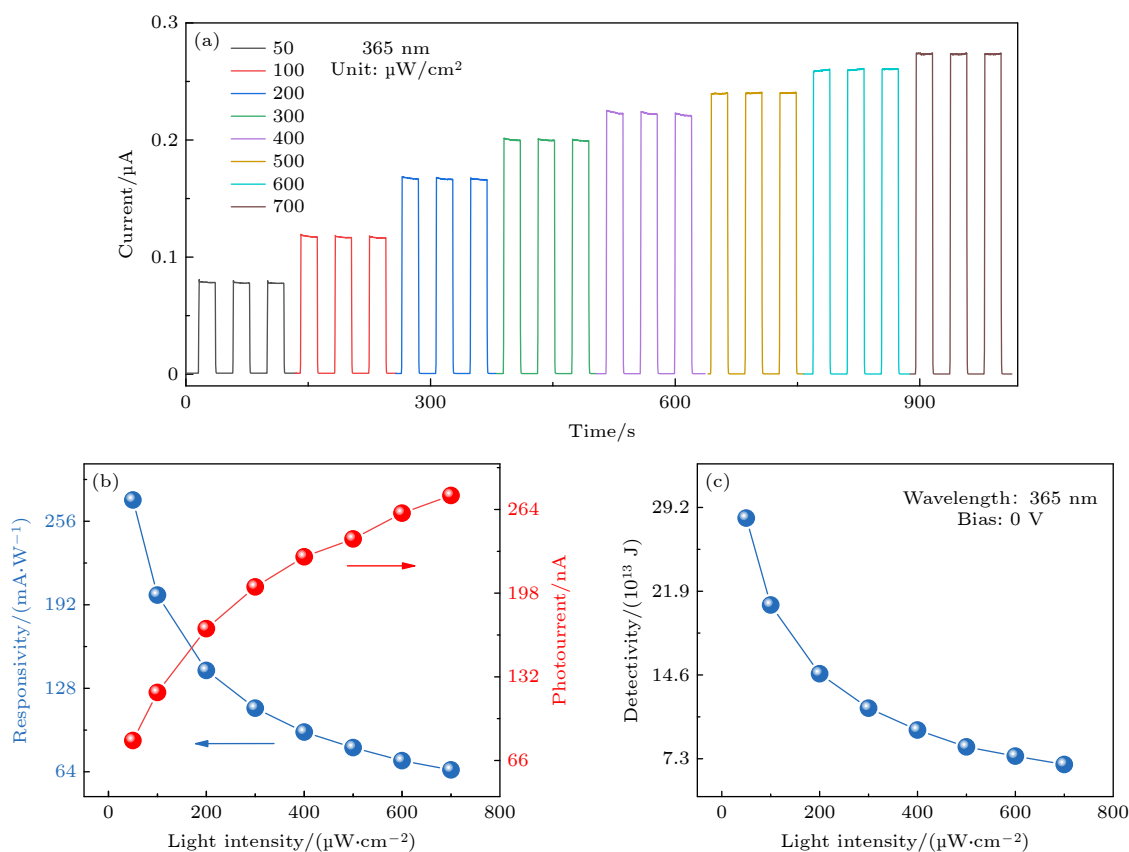 (a)
365 nm
Unit: µW/cm²
50
100
200
300
400
500
600
700
Current/µA
0.3
0.2
0.1
0
0
300
600
900
Time/s
(b)
Responsivity/(mA·W⁻¹)
256
192
128
64
264
198
132
66
Photourrent/nA
0
200
400
600
800
Light intensity/(µW·cm⁻²)
(c)
Wavelength: 365 nm
Bias: 0 V
Detectivity/(10¹³ J)
29.2
21.9
14.6
7.3
0
200
400
600
800
Light intensity/(µW·cm⁻²)